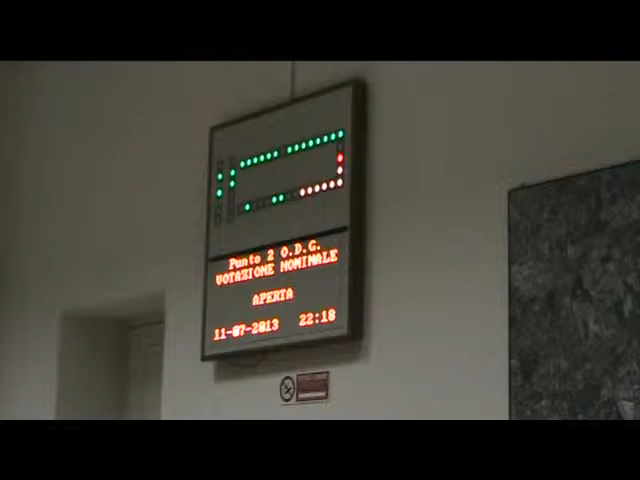 Punto 2 O.D.G.
VOTAZIONE NOMINALE
APERTA
11-07-2013 22:18